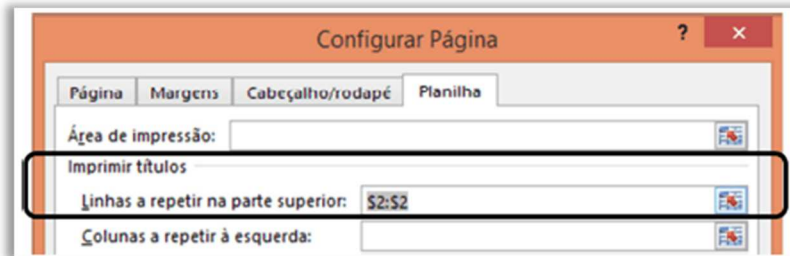 Configurar Página ? ×
Página Margens Cabeçalho/rodapé Planilha
Área de impressão:
Imprimir títulos
Linhas a repetir na parte superior: $2:$2
Colunas a repetir à esquerda: